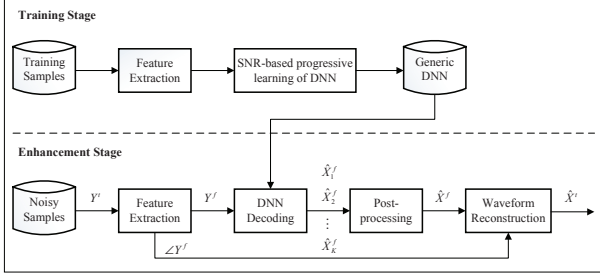 Training Stage
Training
Samples
Feature
Extraction
SNR-based progressive
learning of DNN
Generic
DNN
Enhancement Stage
Noisy
Samples
Y^t
Feature
Extraction
Y^f
DNN
Decoding
X̂_1^f
X̂_2^f
⋮
X̂_K^f
Post-
processing
X̂^f
Waveform
Reconstruction
X̂^t
∠Y^f